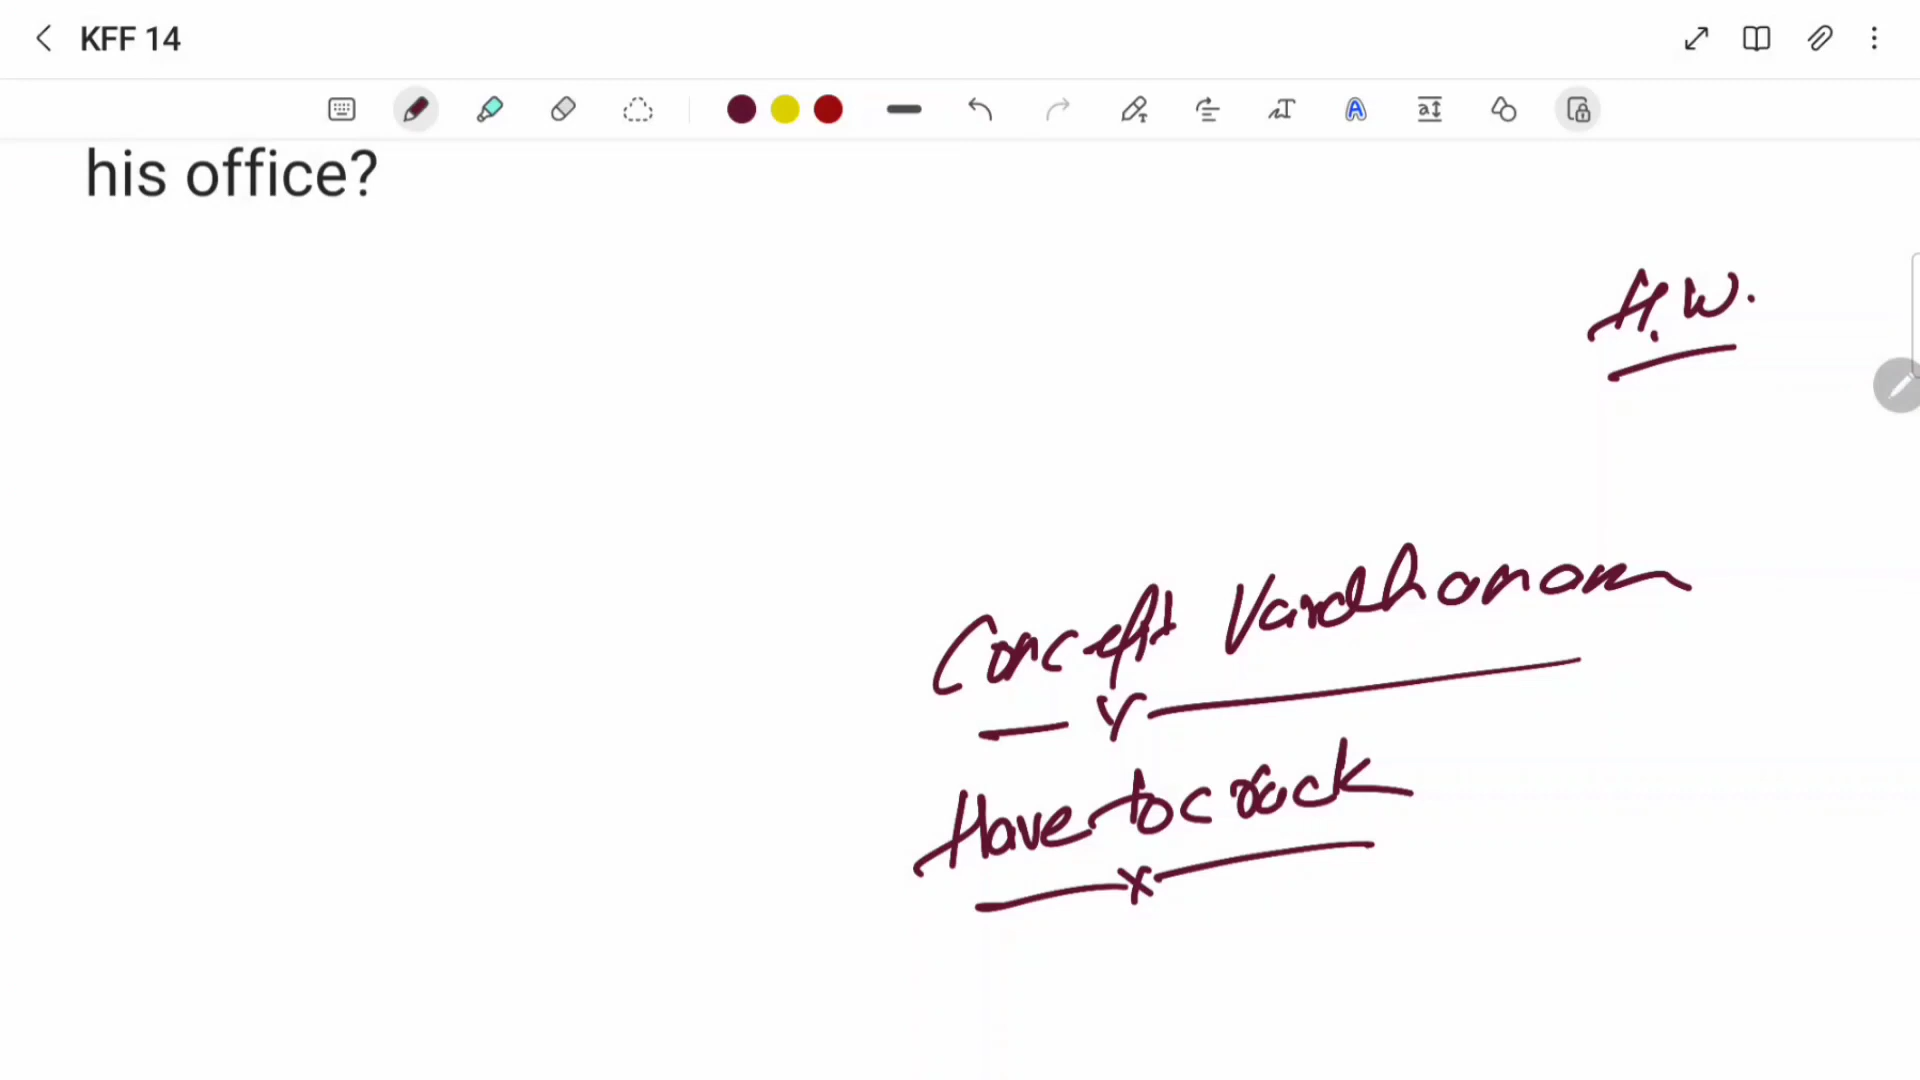 KFF 14
his office?
H.W.
Concept Vardhanam
Have to crack